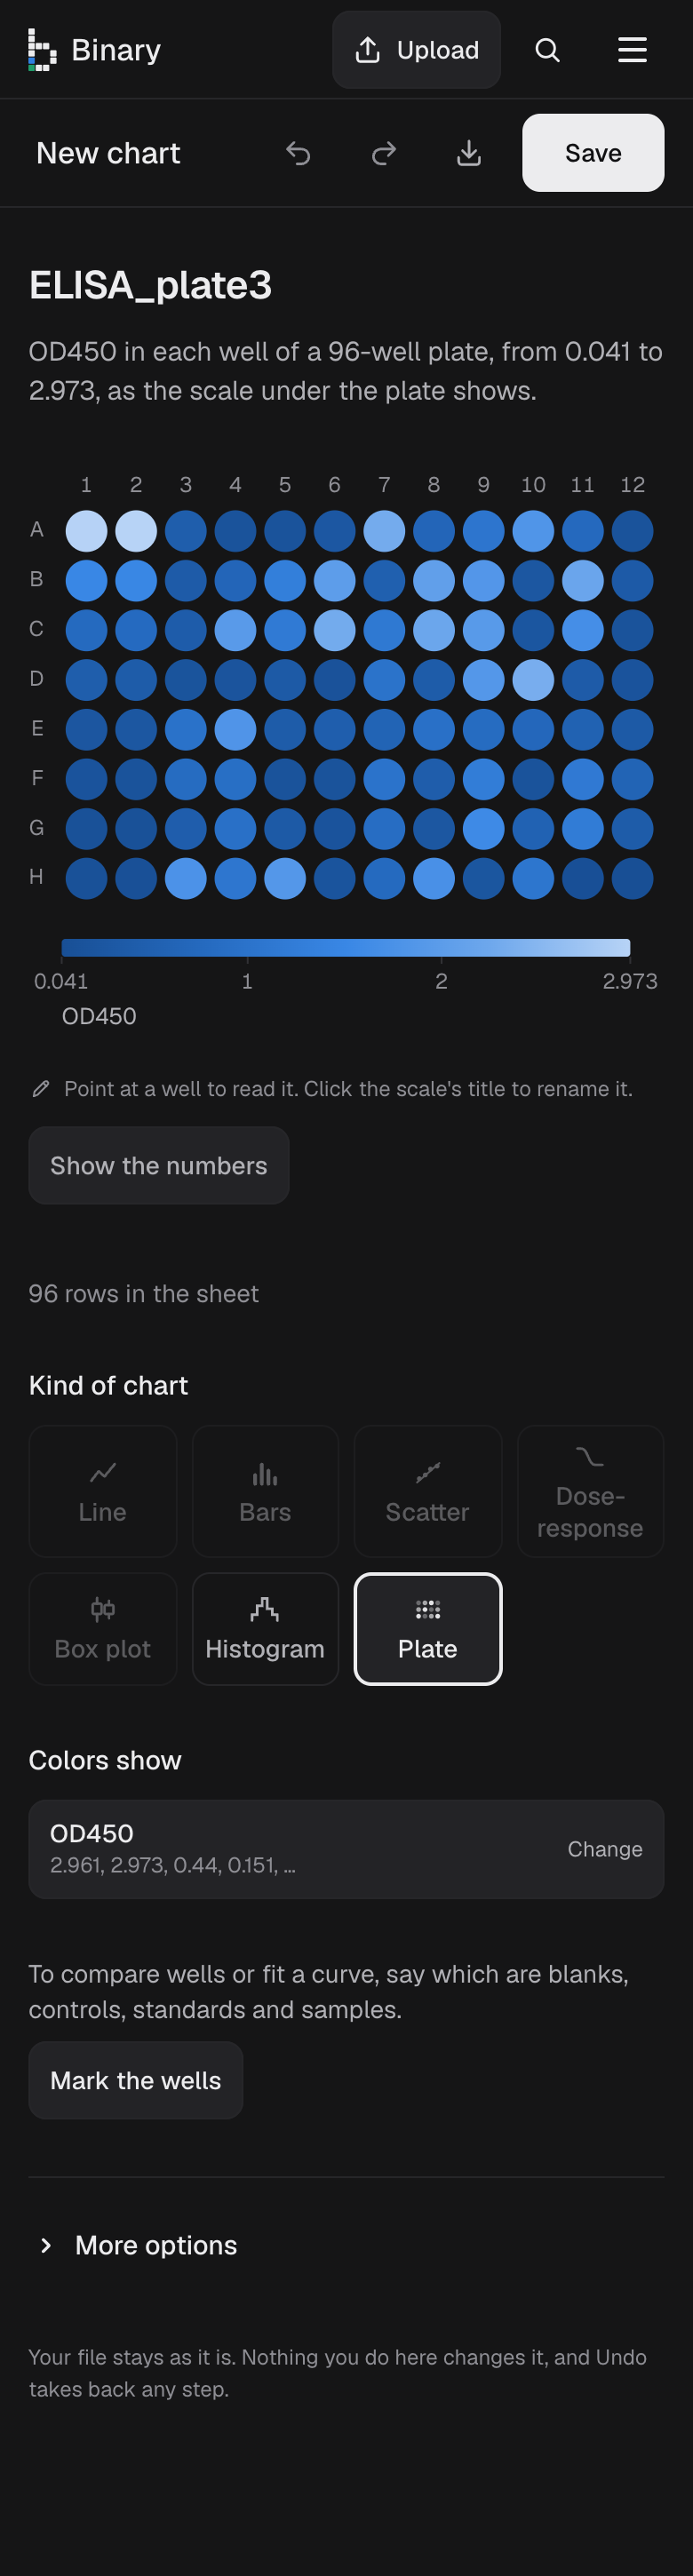 Binary
Upload
New chart
Save
ELISA_plate3
OD450 in each well of a 96-well plate, from 0.041 to
2.973, as the scale under the plate shows.
1 2 3 4 5 6 7 8 9 10 11 12
A
B
C
D
E
F
G
H
0.041 1 2 2.973
OD450
Point at a well to read it. Click the scale's title to rename it.
Show the numbers
96 rows in the sheet
Kind of chart
Line
Bars
Scatter
Dose-
response
Box plot
Histogram
Plate
Colors show
OD450
2.961, 2.973, 0.44, 0.151, ...
Change
To compare wells or fit a curve, say which are blanks,
controls, standards and samples.
Mark the wells
More options
Your file stays as it is. Nothing you do here changes it, and Undo
takes back any step.